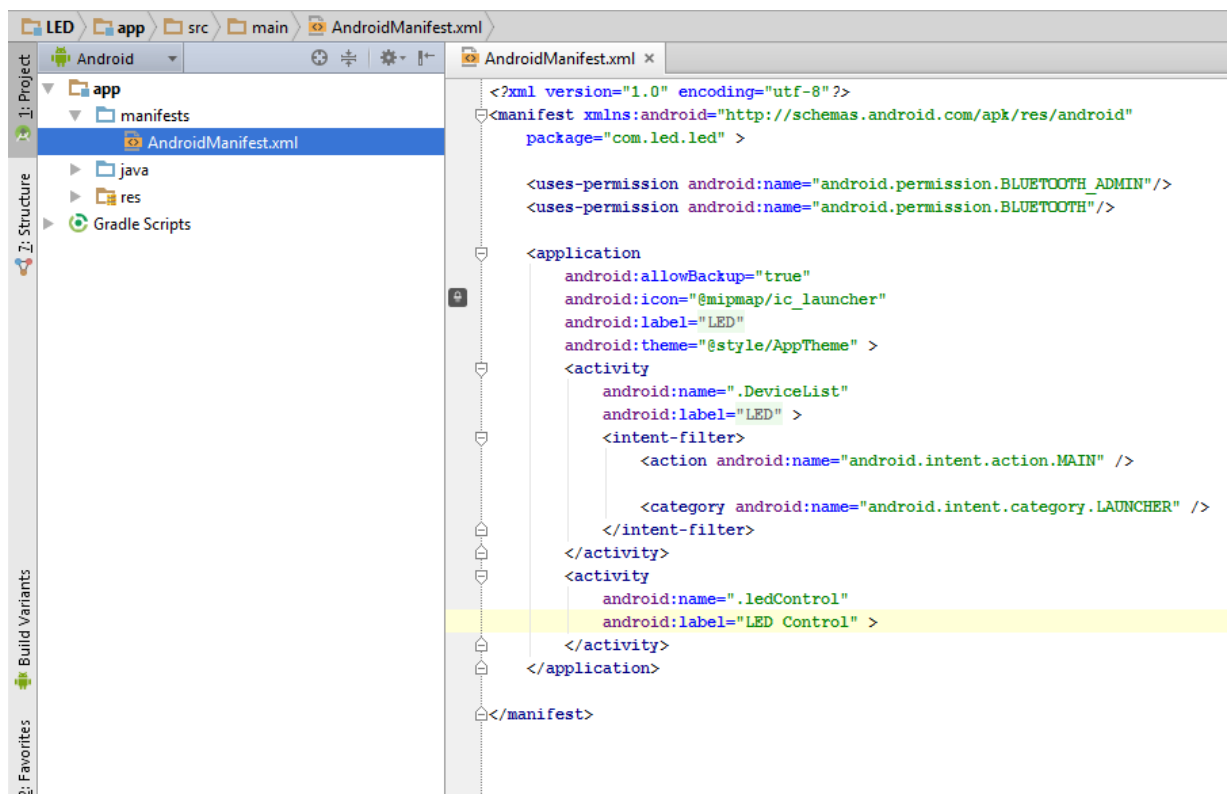 LED app src main AndroidManifest.xml
Android
AndroidManifest.xml
1: Project
7: Structure
Build Variants
2: Favorites
app
manifests
AndroidManifest.xml
java
res
Gradle Scripts
<?xml version="1.0" encoding="utf-8"?>
<manifest xmlns:android="http://schemas.android.com/apk/res/android"
package="com.led.led" >
<uses-permission android:name="android.permission.BLUETOOTH_ADMIN"/>
<uses-permission android:name="android.permission.BLUETOOTH"/>
<application
android:allowBackup="true"
android:icon="@mipmap/ic_launcher"
android:label="LED"
android:theme="@style/AppTheme" >
<activity
android:name=".DeviceList"
android:label="LED" >
<intent-filter>
<action android:name="android.intent.action.MAIN" />
<category android:name="android.intent.category.LAUNCHER" />
</intent-filter>
</activity>
<activity
android:name=".ledControl"
android:label="LED Control" >
</activity>
</application>
</manifest>